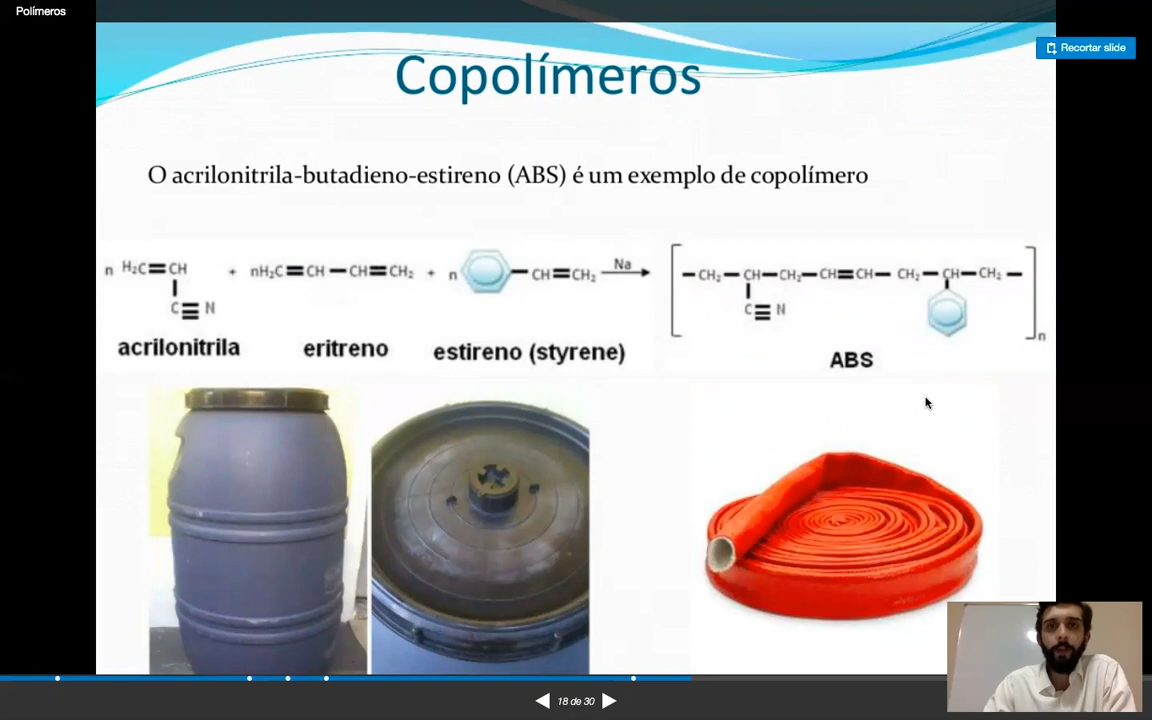 Polímeros
Recortar slide
Copolímeros
O acrilonitrila-butadieno-estireno (ABS) é um exemplo de copolímero
n H₂C=CH + nH₂C=CH—CH=CH₂ + n —CH=CH₂ Na —CH₂—CH—CH₂—CH=CH—CH₂—CH—CH₂— n
C≡N C≡N
acrilonitrila eritreno estireno (styrene) ABS
18 de 30